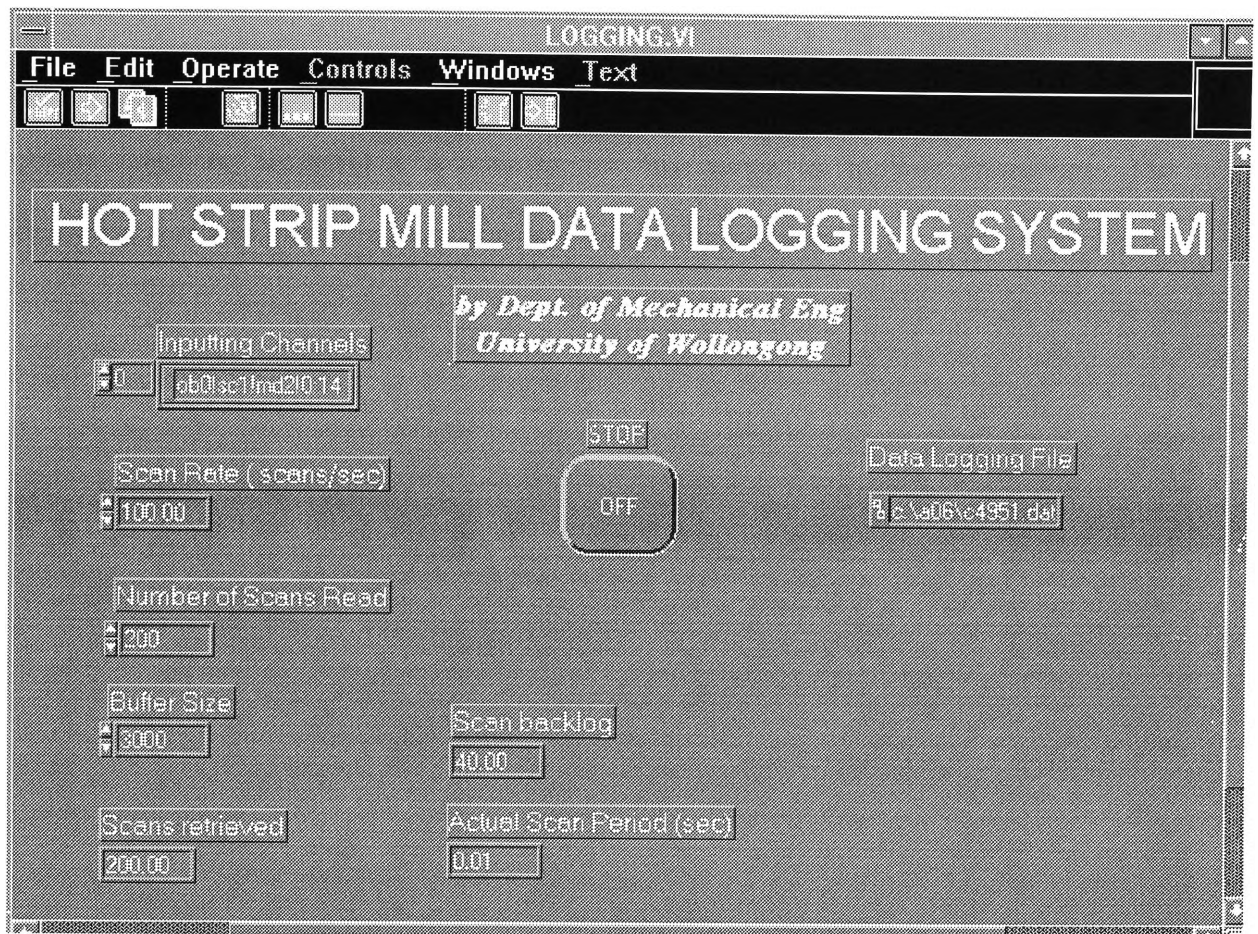 LOGGING.VI
File Edit Operate Controls Windows Text
HOT STRIP MILL DATA LOGGING SYSTEM
by Dept. of Mechanical Eng
University of Wollongong
Inputting Channels
0 ob0!sc1!md2!0:14
STOP
OFF
Scan Rate ( scans/sec)
100.00
Data Logging File
c:\a06\c4951.dat
Number of Scans Read
200
Buffer Size
3000
Scan backlog
40.00
Scans retrieved
200.00
Actual Scan Period (sec)
0.01